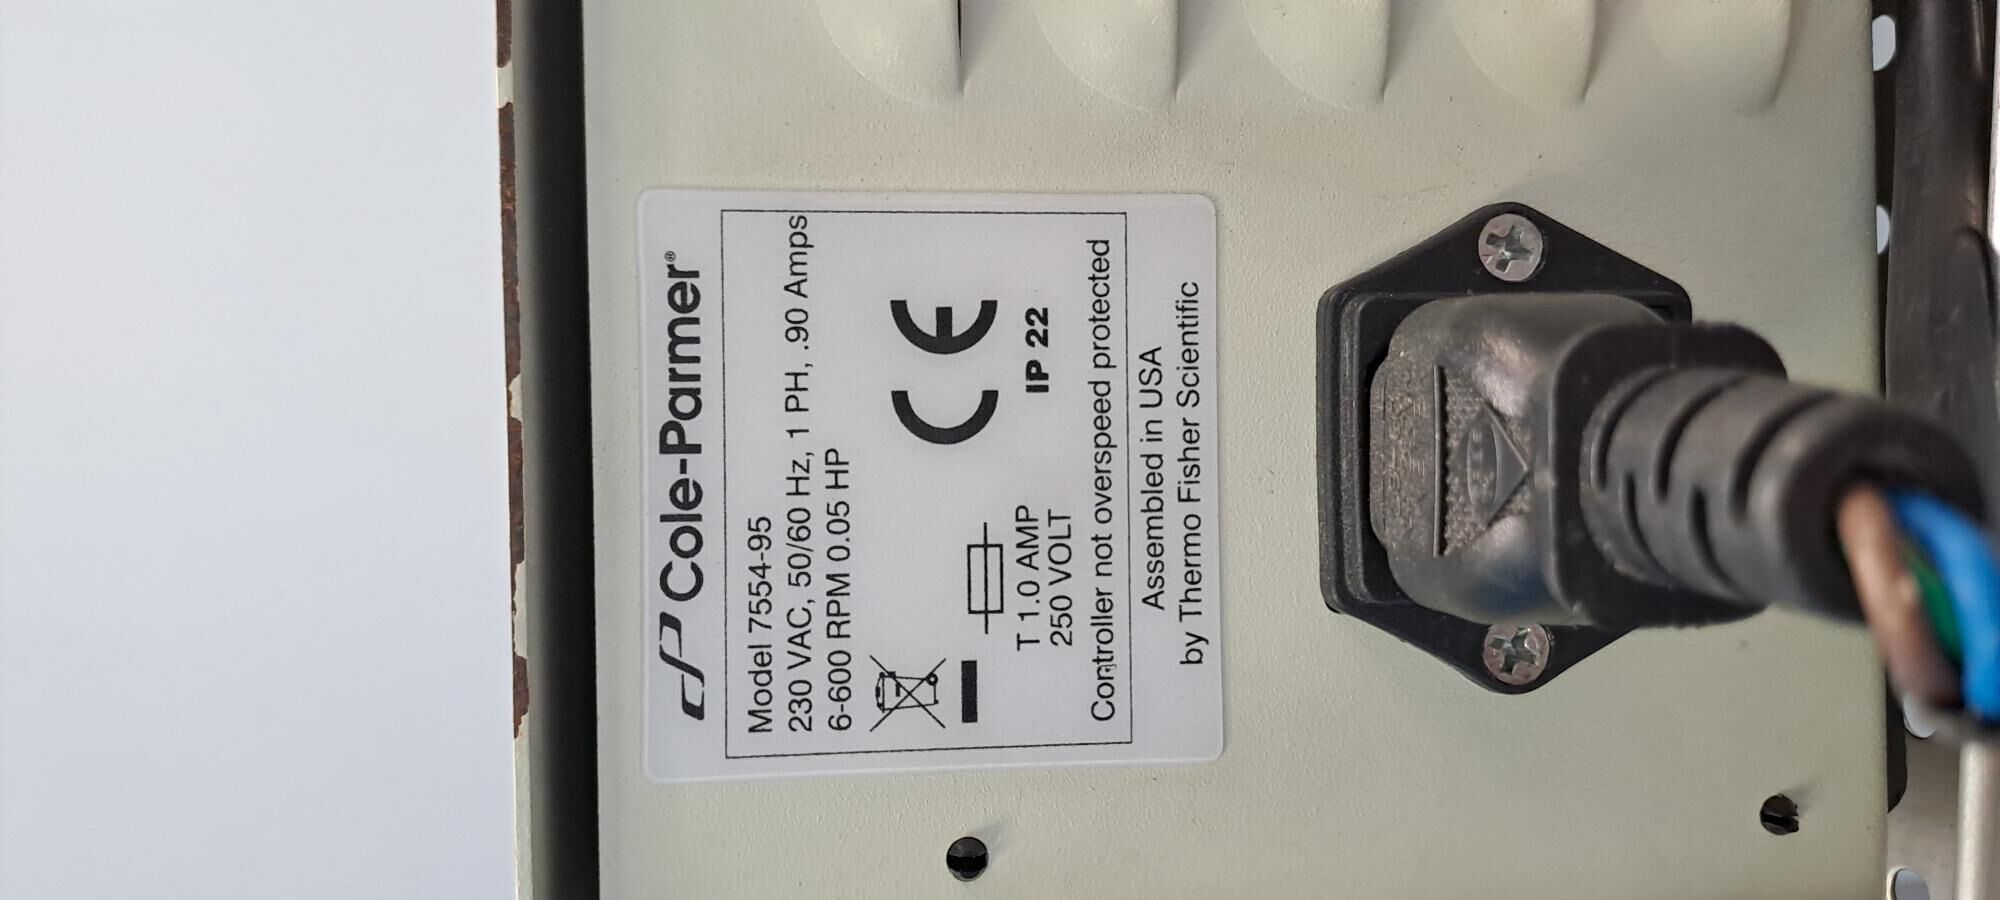 Cole-Parmer®
Model 7554-95
230 VAC, 50/60 Hz, 1 PH, .90 Amps
6-600 RPM 0.05 HP
CE
T 1.0 AMP
250 VOLT
IP 22
Controller not overspeed protected
Assembled in USA
by Thermo Fisher Scientific